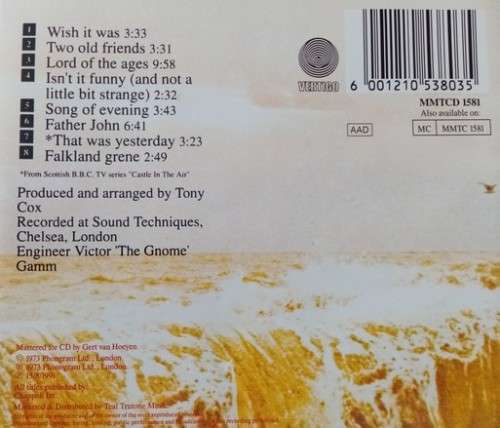 1 Wish it was 3:33
2 Two old friends 3:31
3 Lord of the ages 9:58
4 Isn't it funny (and not a
little bit strange) 2:32
5 Song of evening 3:43
6 Father John 6:41
7 *That was yesterday 3:23
8 Falkland grene 2:49
*From Scottish B.B.C. TV series "Castle In The Air"
Produced and arranged by Tony
Cox
Recorded at Sound Techniques,
Chelsea, London
Engineer Victor 'The Gnome'
Gamm
VERTIGO
6 001210 538035
MMTCD 1581
Also available on:
AAD
MC MMTC 1581
Mastered for CD by Gert van Hoeyen
℗ 1973 Phongram Ltd., London
© 1973 Phongram Ltd., London
All titles published by
Chappell
Marketed & Distributed by Teal Trutone Music